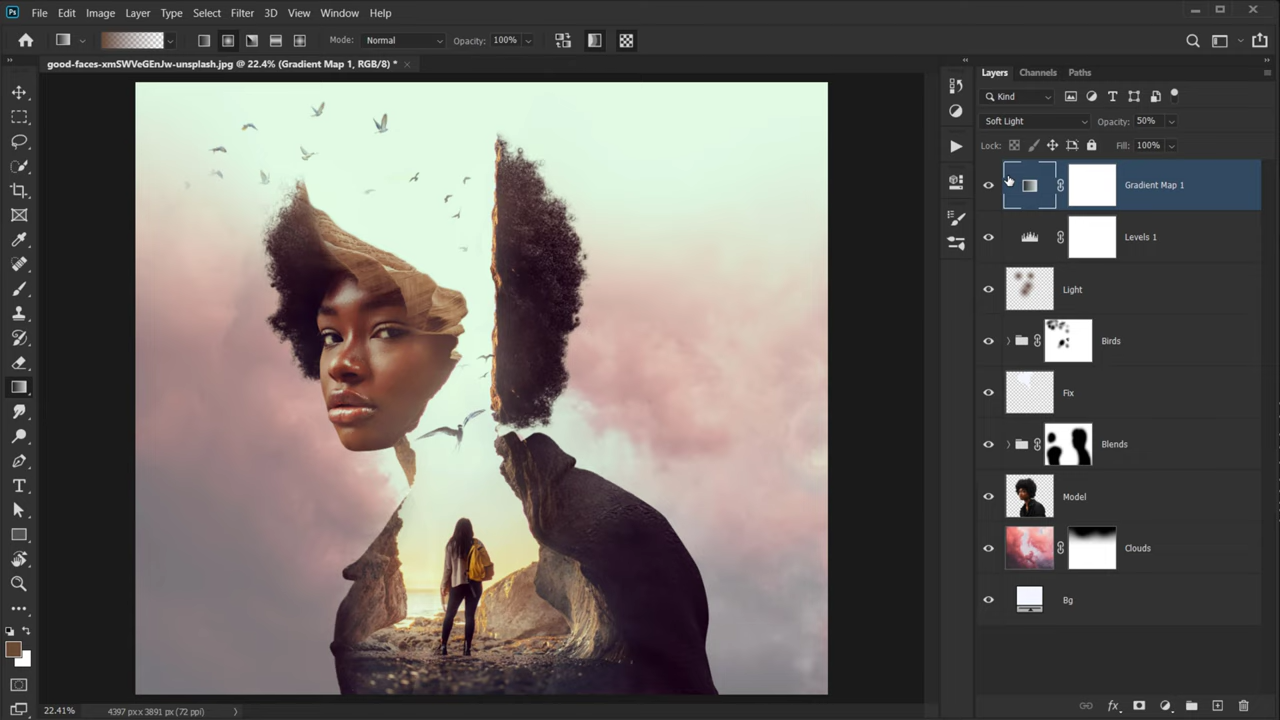 Ps File Edit Image Layer Type Select Filter 3D View Window Help
Mode: Normal Opacity: 100%
good-faces-xmSWVeGEnJw-unsplash.jpg @ 22.4% (Gradient Map 1, RGB/8) *
Layers Channels Paths
Kind
Soft Light Opacity: 50%
Lock: Fill: 100%
Gradient Map 1
Levels 1
Light
Birds
Fix
Blends
Model
Clouds
Bg
T
fx
22.41% 4397 px x 3891 px (72 ppi)